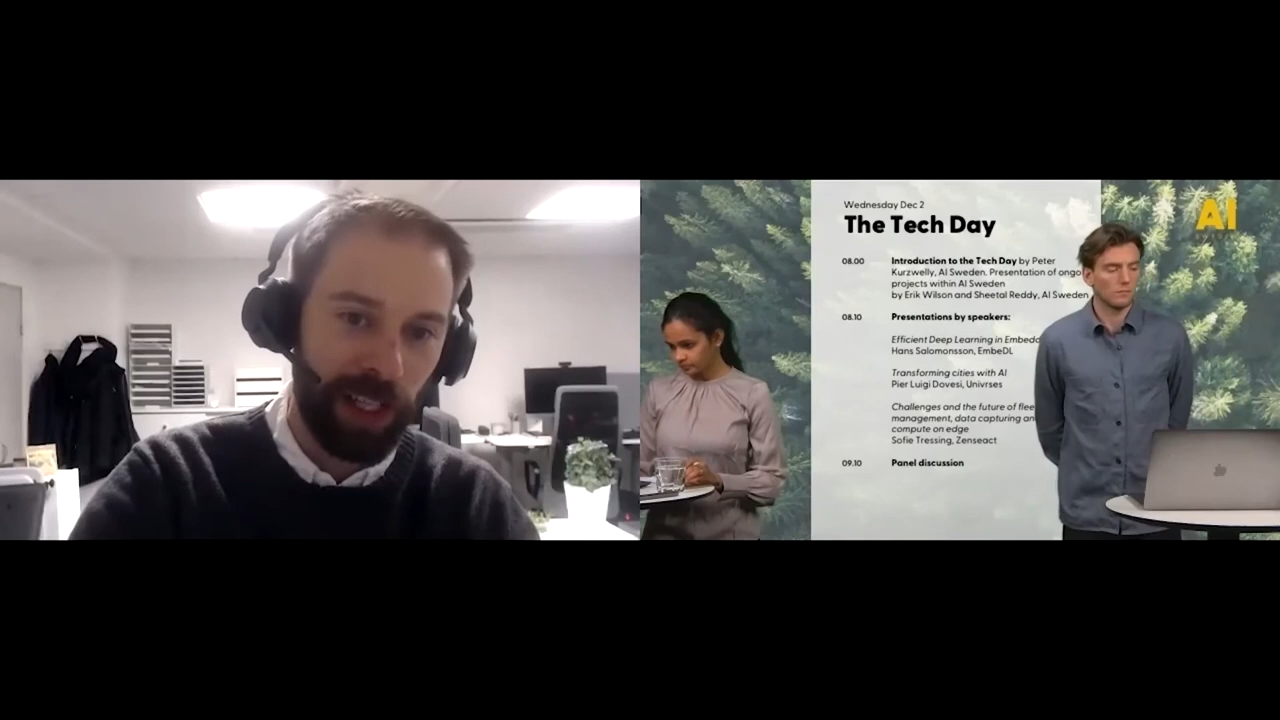 Wednesday Dec 2
The Tech Day
08.00 Introduction to the Tech Day by Peter
Kurzwelly, AI Sweden. Presentation of ongo
projects within AI Sweden
by Erik Wilson and Sheetal Reddy, AI Sweden
08.10 Presentations by speakers:
Efficient Deep Learning in Embedd
Hans Salomonsson, EmbeDL
Transforming cities with AI
Pier Luigi Dovesi, Univrses
Challenges and the future of flee
management, data capturing an
compute on edge
Sofie Tressing, Zenseact
09.10 Panel discussion
AI